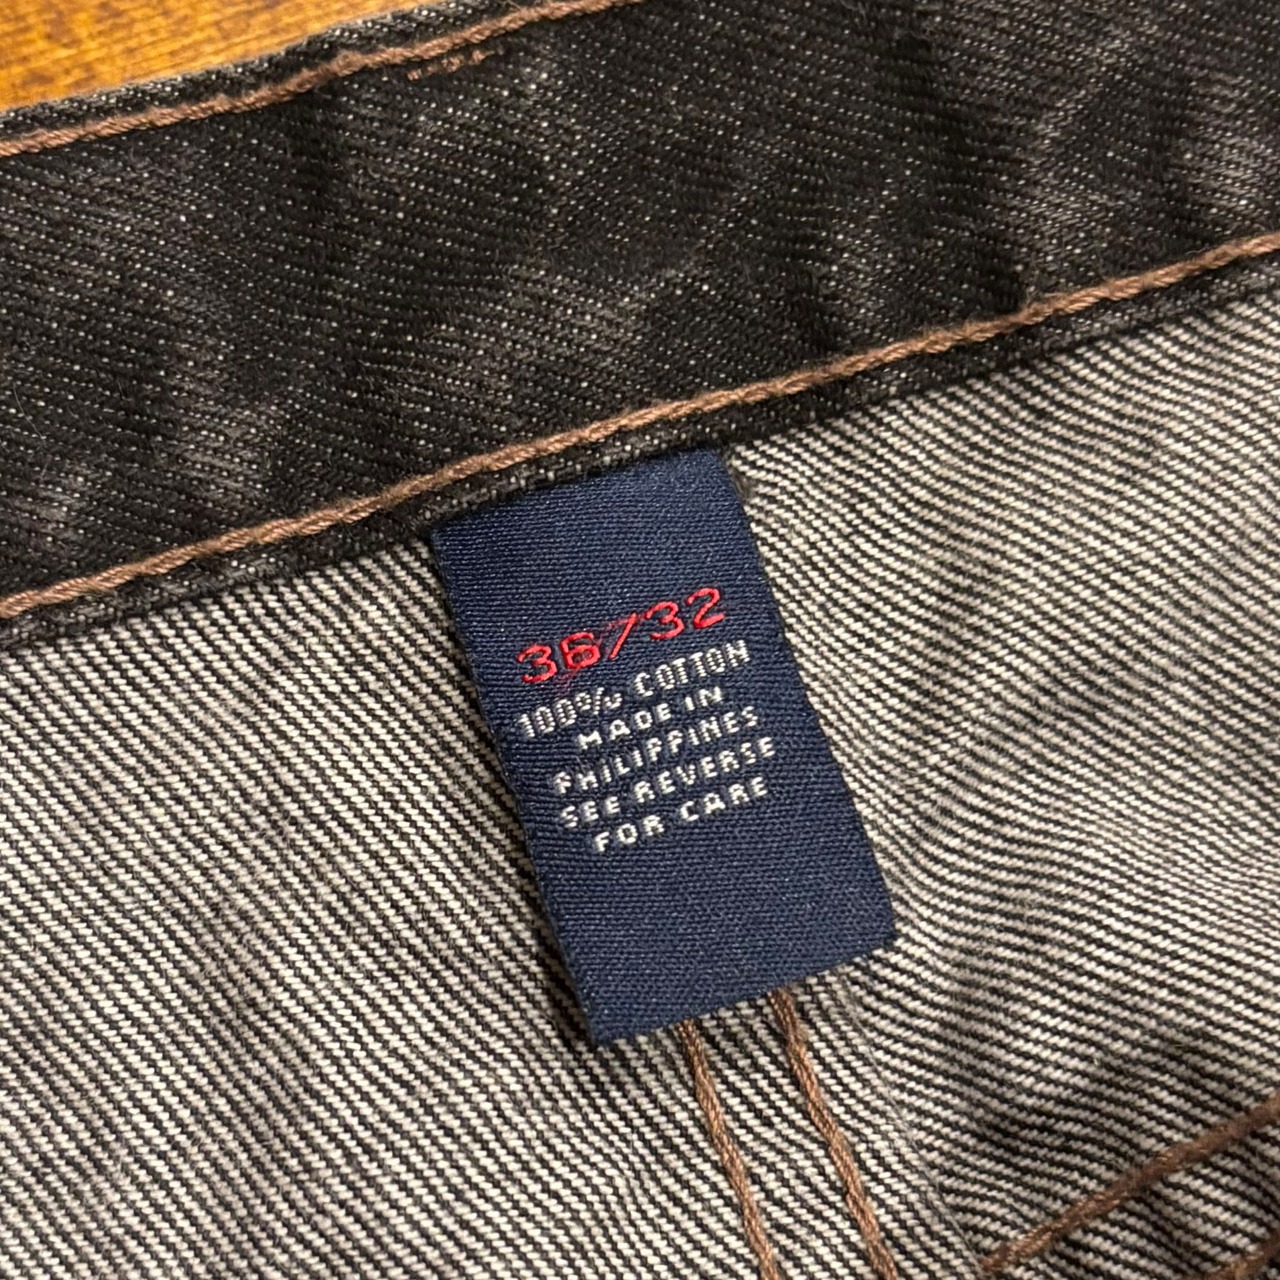 36/32
100% COTTON
MADE IN
PHILIPPINES
SEE REVERSE
FOR CARE